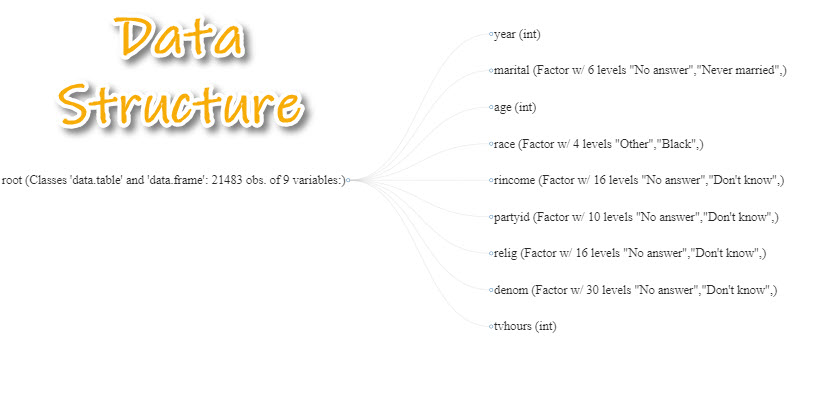 Data
Structure
year (int)
marital (Factor w/ 6 levels "No answer","Never married",)
age (int)
race (Factor w/ 4 levels "Other","Black",)
root (Classes 'data.table' and 'data.frame': 21483 obs. of 9 variables:)
rincome (Factor w/ 16 levels "No answer","Don't know",)
partyid (Factor w/ 10 levels "No answer","Don't know",)
relig (Factor w/ 16 levels "No answer","Don't know",)
denom (Factor w/ 30 levels "No answer","Don't know",)
tvhours (int)